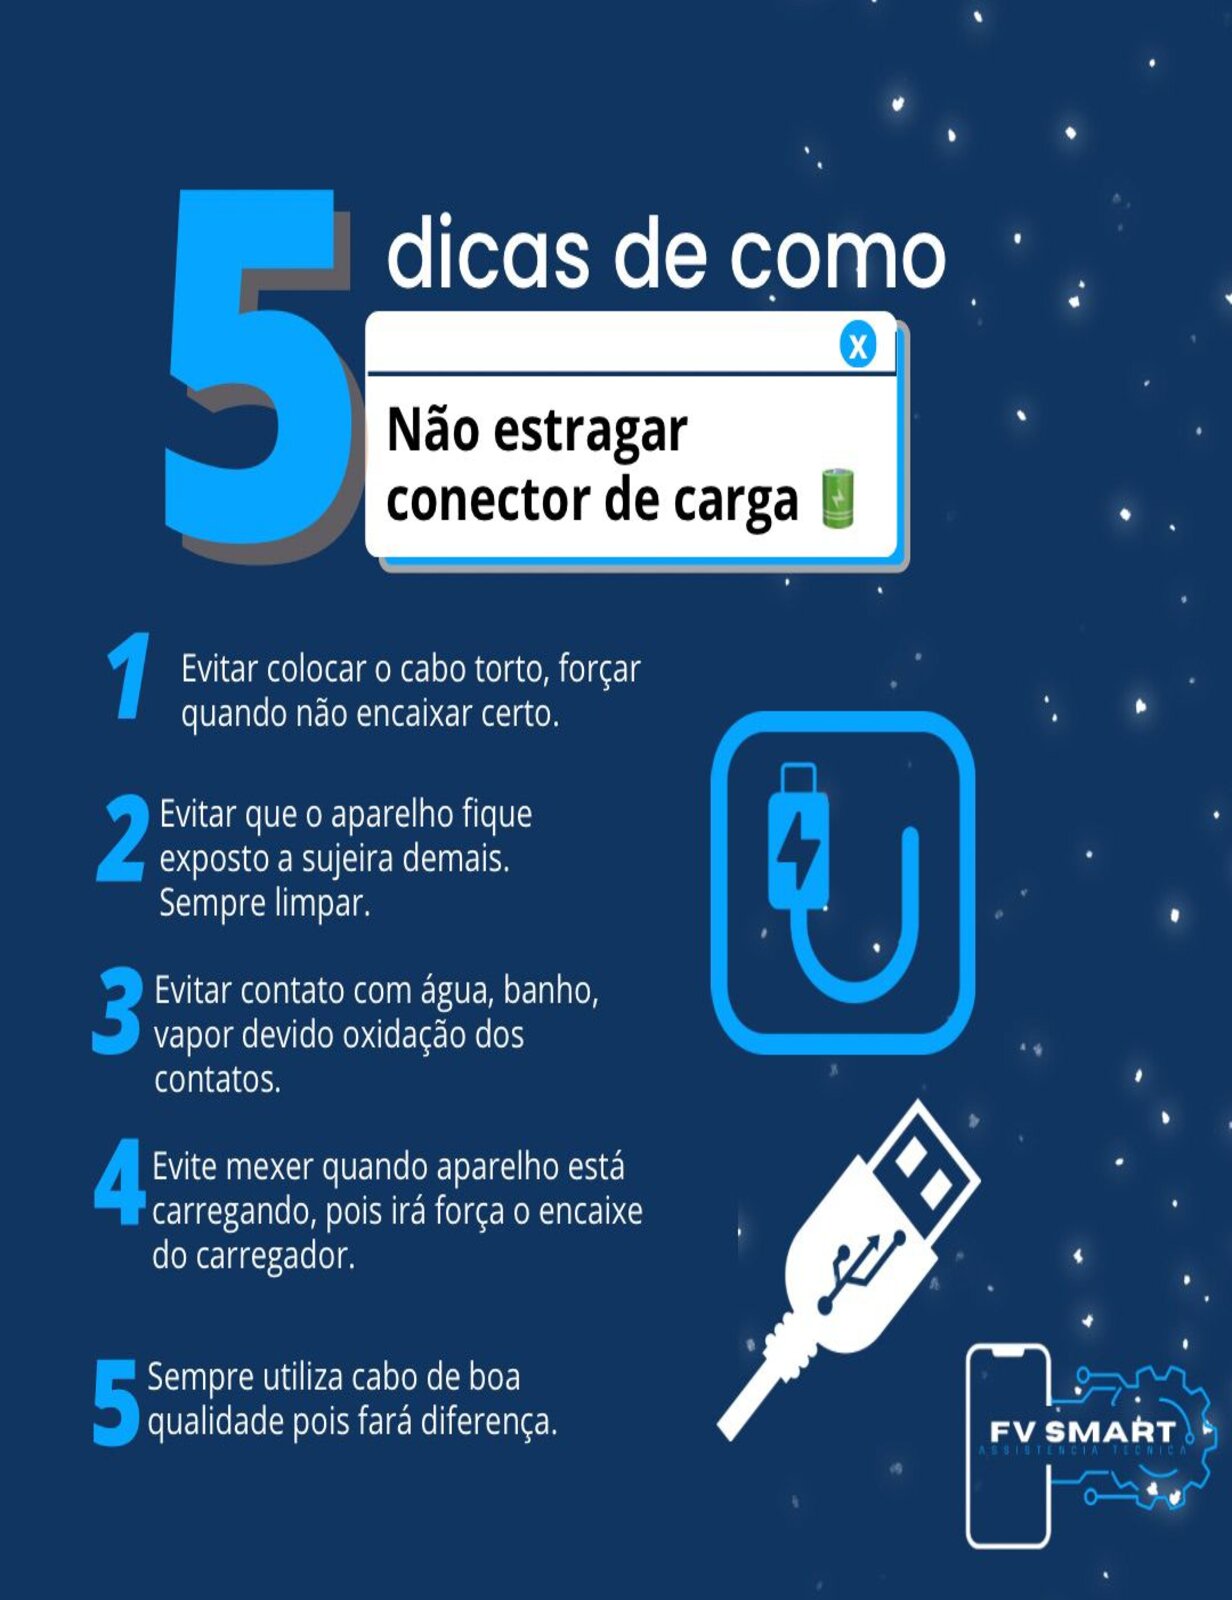 5
dicas de como
x
Não estragar
conector de carga
1
Evitar colocar o cabo torto, forçar
quando não encaixar certo.
2
Evitar que o aparelho fique
exposto a sujeira demais.
Sempre limpar.
3
Evitar contato com água, banho,
vapor devido oxidação dos
contatos.
4
Evite mexer quando aparelho está
carregando, pois irá força o encaixe
do carregador.
5
Sempre utiliza cabo de boa
qualidade pois fará diferença.
FV SMART
ASSISTENCIA TECNICA